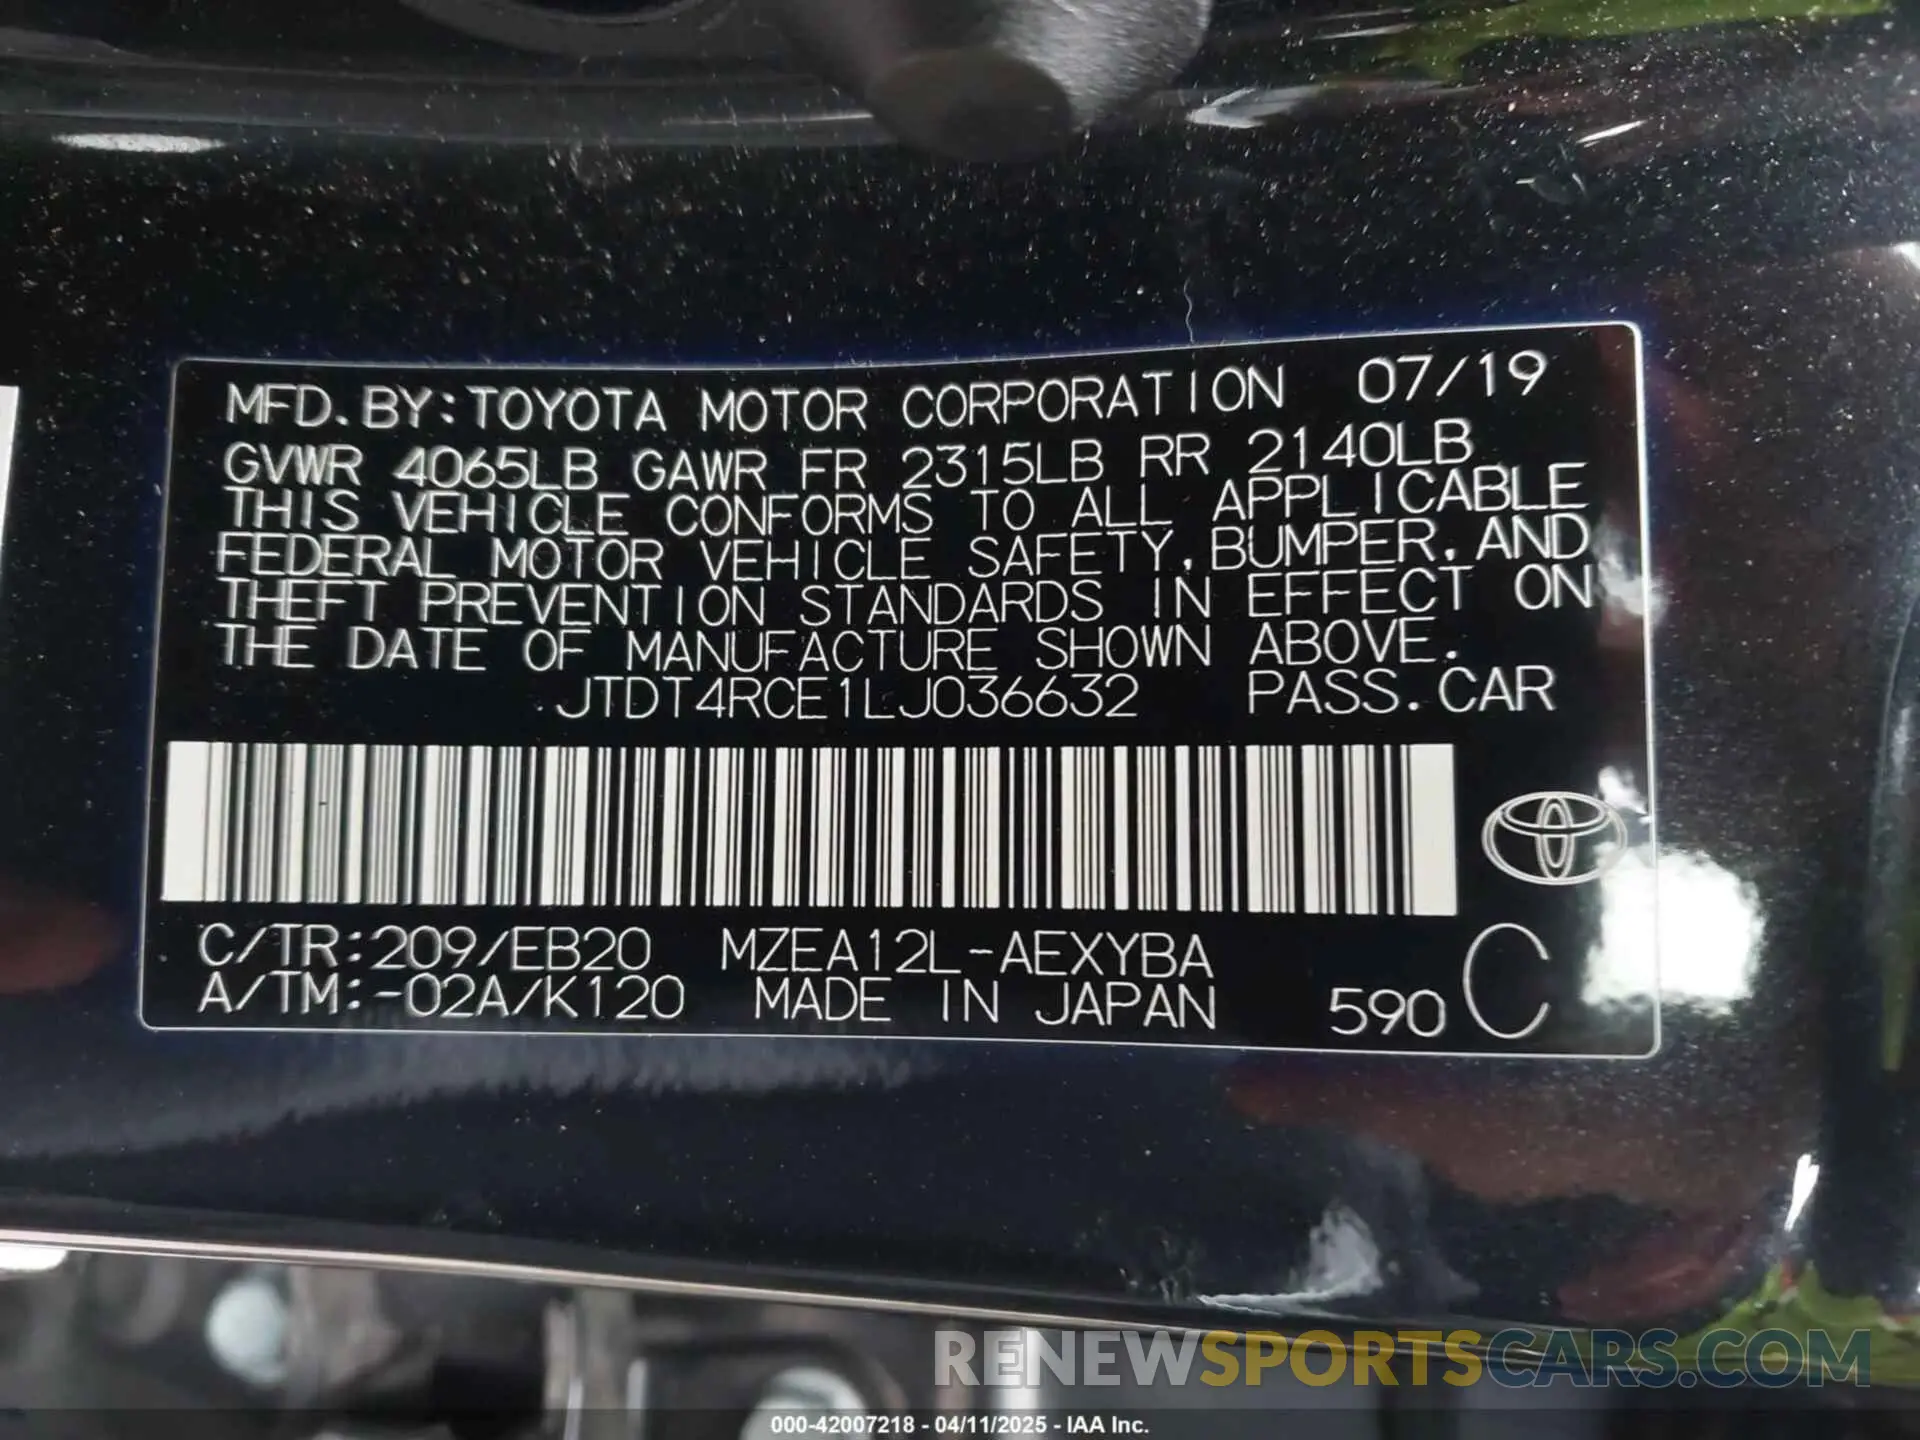 MFD. BY: TOYOTA MOTOR CORPORATION 07/19
GVWR 4065LB GAWR FR 2315LB RR 2140LB
THIS VEHICLE CONFORMS TO ALL APPLICABLE
FEDERAL MOTOR VEHICLE SAFETY, BUMPER, AND
THEFT PREVENTION STANDARDS IN EFFECT ON
THE DATE OF MANUFACTURE SHOWN ABOVE.
JTDT4RCE1LJ036632 PASS. CAR
C/TR: 209/EB20 MZEA12L-AEXYBA
A/TM: -02A/K120 MADE IN JAPAN 590 C
RENEWSPORTSCARS.COM
000-42007218 - 04/11/2025 - IAA Inc.